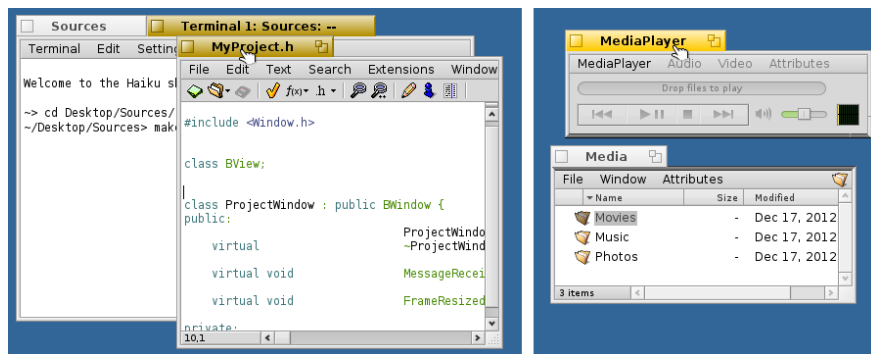 Sources
Terminal 1: Sources: --
Terminal Edit
Welcome to the Haiku
~> cd Desktop/Sources/
~/Desktop/Sources>
MyProject.h
File Edit Text Search Extensions Window
f(x) .h
#include <Window.h>
class BView;
class ProjectWindow : public BWindow {
public:
ProjectWindo
virtual ~ProjectWind
virtual void MessageRecei
virtual void FrameResized
private:
10,1
MediaPlayer
MediaPlayer Audio Video Attributes
Drop files to play
Media
File Window Attributes
Name Size Modified
Movies - Dec 17, 2012
Music - Dec 17, 2012
Photos - Dec 17, 2012
3 items